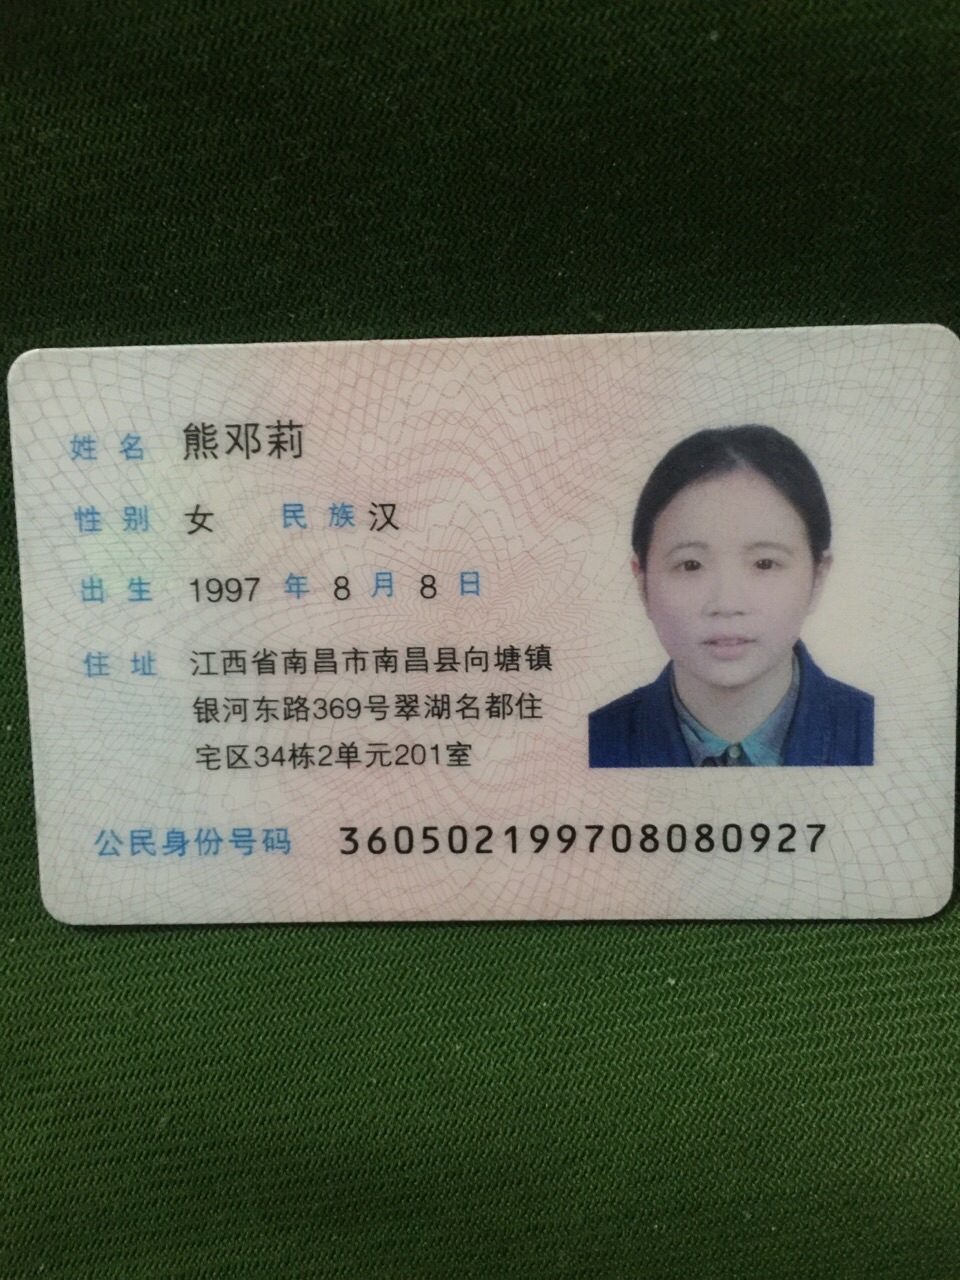 姓名 熊邓莉
性别 女 民族 汉
出生 1997 年 8 月 8 日
住址 江西省南昌市南昌县向塘镇
银河东路369号翠湖名都住
宅区34栋2单元201室
公民身份号码 360502199708080927